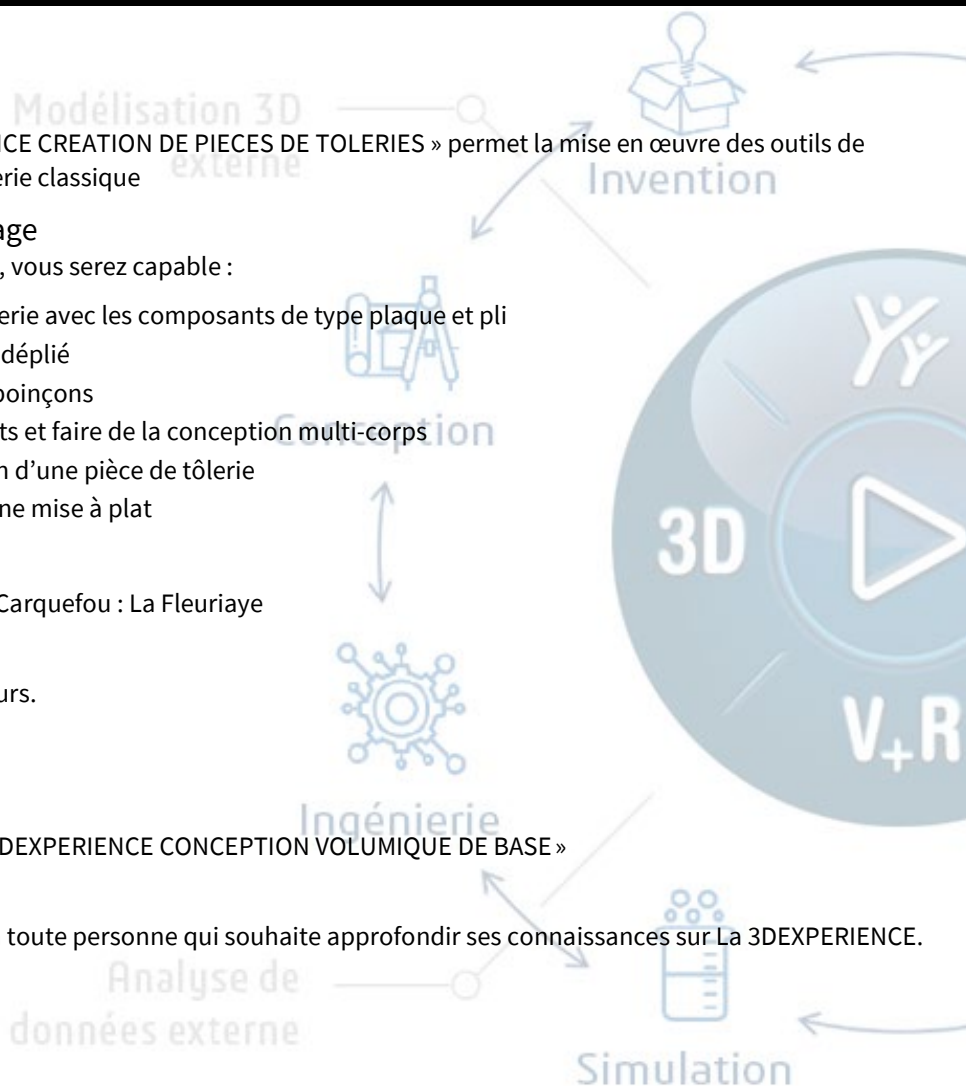 Modélisation 3D
externe
NCE CREATION DE PIECES DE TOLERIES » permet la mise en œuvre des outils de
erie classique
Invention
age
, vous serez capable :
erie avec les composants de type plaque et pli
déplié
poinçons
ts et faire de la conception multi-corps
Conception
n d’une pièce de tôlerie
ne mise à plat
3D
Carquefou : La Fleuriaye
urs.
V+R
Ingénierie
DEXPERIENCE CONCEPTION VOLUMIQUE DE BASE »
toute personne qui souhaite approfondir ses connaissances sur La 3DEXPERIENCE.
Analyse de
données externe
Simulation